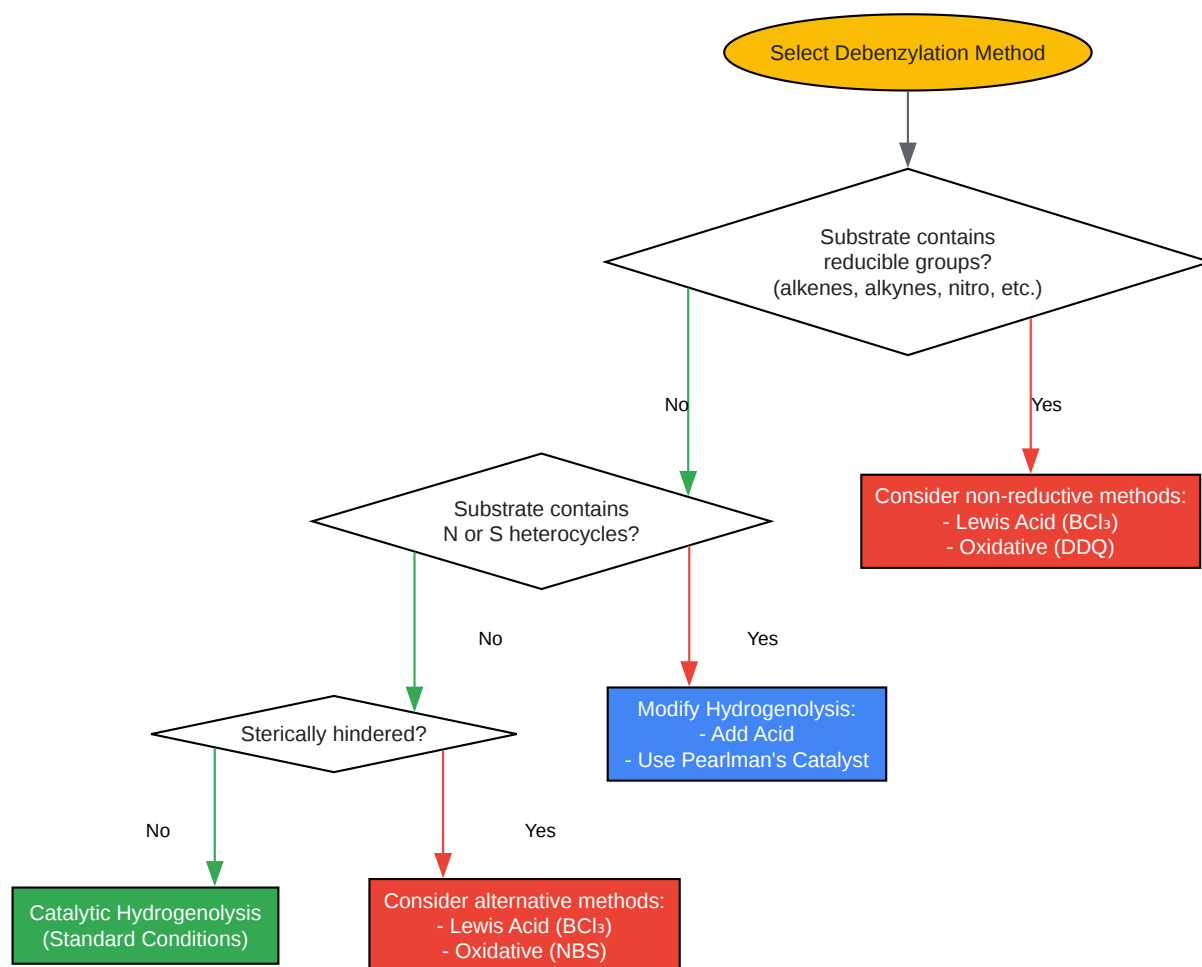 Select Debenzylation Method
Substrate contains
reducible groups?
(alkenes, alkynes, nitro, etc.)
No
Yes
Substrate contains
N or S heterocycles?
Consider non-reductive methods:
- Lewis Acid (BCl₃)
- Oxidative (DDQ)
No
Yes
Sterically hindered?
Modify Hydrogenolysis:
- Add Acid
- Use Pearlman's Catalyst
No
Yes
Catalytic Hydrogenolysis
(Standard Conditions)
Consider alternative methods:
- Lewis Acid (BCl₃)
- Oxidative (NBS)